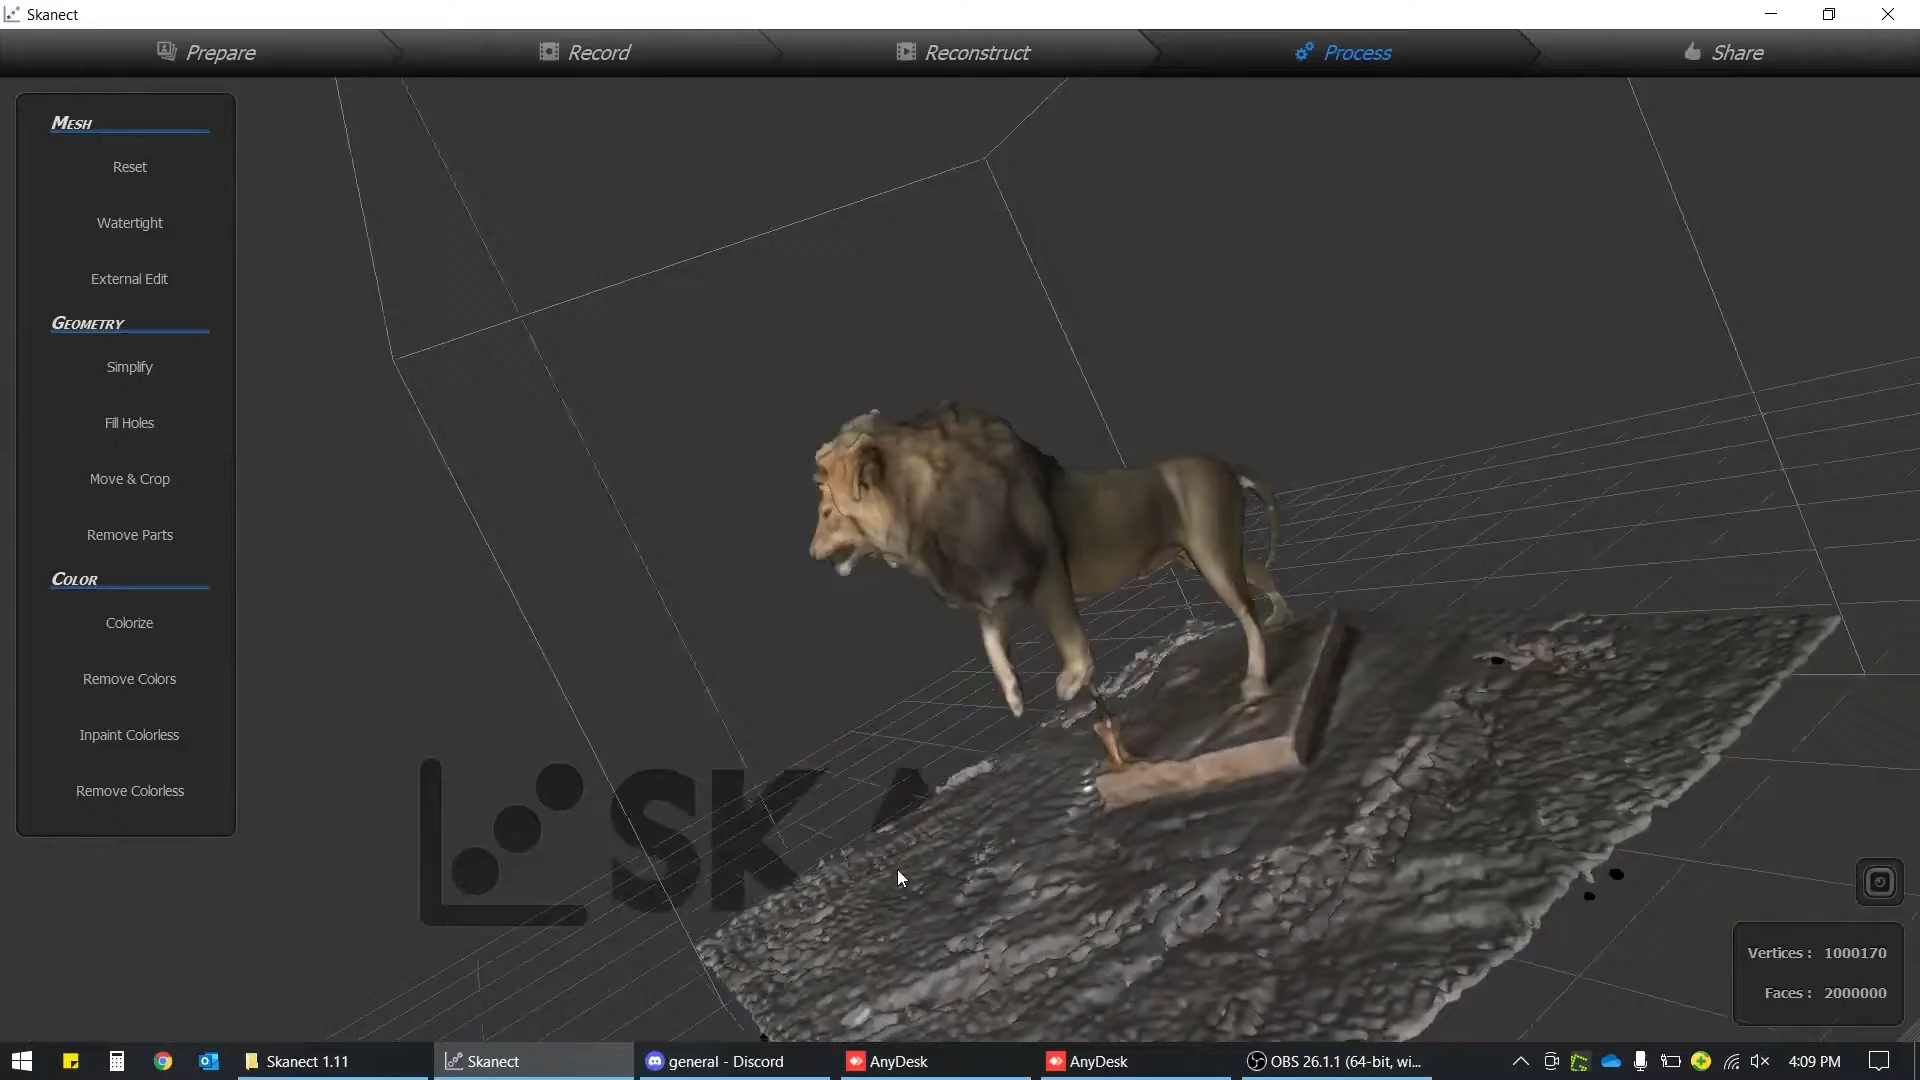 Skanect
Prepare
Record
Reconstruct
Process
Share
MESH
Reset
Watertight
External Edit
GEOMETRY
Simplify
Fill Holes
Move & Crop
Remove Parts
COLOR
Colorize
Remove Colors
Inpaint Colorless
Remove Colorless
SKA
Vertices : 1000170
Faces : 2000000
Skanect 1.11
Skanect
general - Discord
AnyDesk
AnyDesk
OBS 26.1.1 (64-bit, wi...
4:09 PM